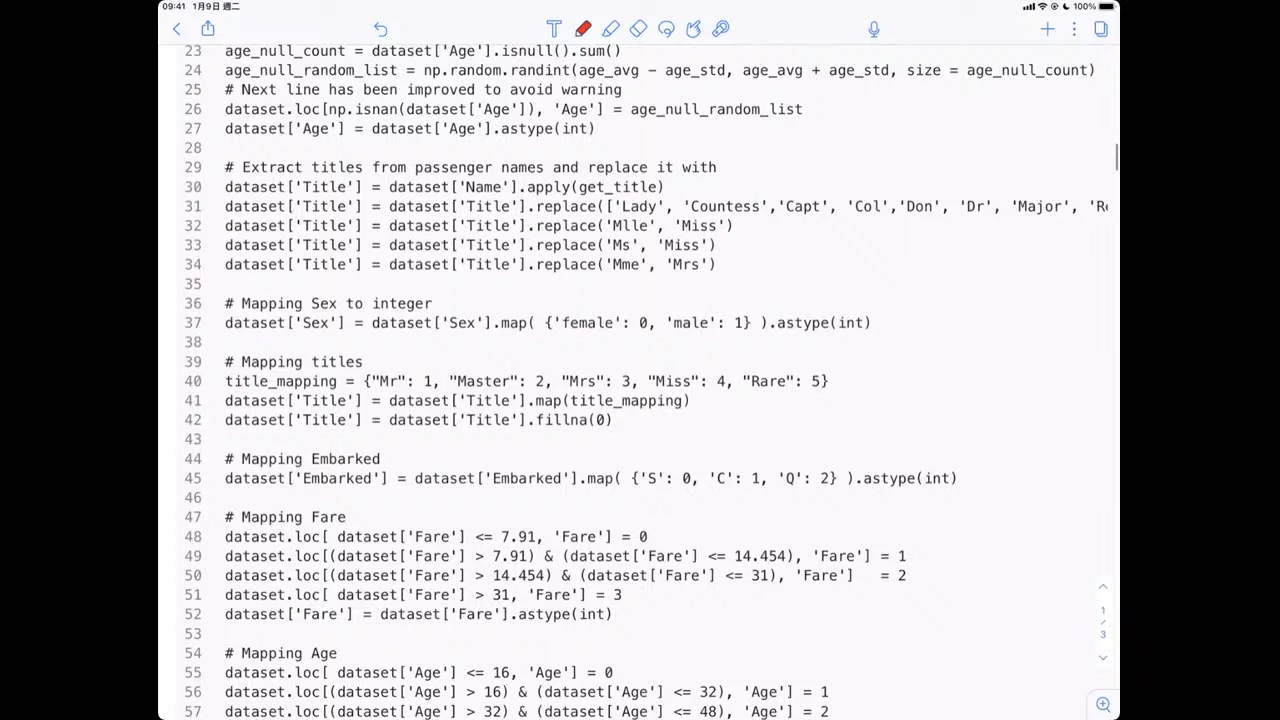 09:41 1月9日 週二
100%
23 age_null_count = dataset['Age'].isnull().sum()
24 age_null_random_list = np.random.randint(age_avg - age_std, age_avg + age_std, size = age_null_count)
25 # Next line has been improved to avoid warning
26 dataset.loc[np.isnan(dataset['Age']), 'Age'] = age_null_random_list
27 dataset['Age'] = dataset['Age'].astype(int)
28
29 # Extract titles from passenger names and replace it with
30 dataset['Title'] = dataset['Name'].apply(get_title)
31 dataset['Title'] = dataset['Title'].replace(['Lady', 'Countess','Capt', 'Col','Don', 'Dr', 'Major',
32 dataset['Title'] = dataset['Title'].replace('Mlle', 'Miss')
33 dataset['Title'] = dataset['Title'].replace('Ms', 'Miss')
34 dataset['Title'] = dataset['Title'].replace('Mme', 'Mrs')
35
36 # Mapping Sex to integer
37 dataset['Sex'] = dataset['Sex'].map( {'female': 0, 'male': 1} ).astype(int)
38
39 # Mapping titles
40 title_mapping = {"Mr": 1, "Master": 2, "Mrs": 3, "Miss": 4, "Rare": 5}
41 dataset['Title'] = dataset['Title'].map(title_mapping)
42 dataset['Title'] = dataset['Title'].fillna(0)
43
44 # Mapping Embarked
45 dataset['Embarked'] = dataset['Embarked'].map( {'S': 0, 'C': 1, 'Q': 2} ).astype(int)
46
47 # Mapping Fare
48 dataset.loc[ dataset['Fare'] <= 7.91, 'Fare'] = 0
49 dataset.loc[(dataset['Fare'] > 7.91) & (dataset['Fare'] <= 14.454), 'Fare'] = 1
50 dataset.loc[(dataset['Fare'] > 14.454) & (dataset['Fare'] <= 31), 'Fare']   = 2
51 dataset.loc[ dataset['Fare'] > 31, 'Fare'] = 3
52 dataset['Fare'] = dataset['Fare'].astype(int)
53
54 # Mapping Age
55 dataset.loc[ dataset['Age'] <= 16, 'Age'] = 0
56 dataset.loc[(dataset['Age'] > 16) & (dataset['Age'] <= 32), 'Age'] = 1
57 dataset.loc[(dataset['Age'] > 32) & (dataset['Age'] <= 48), 'Age'] = 2
1
/
3